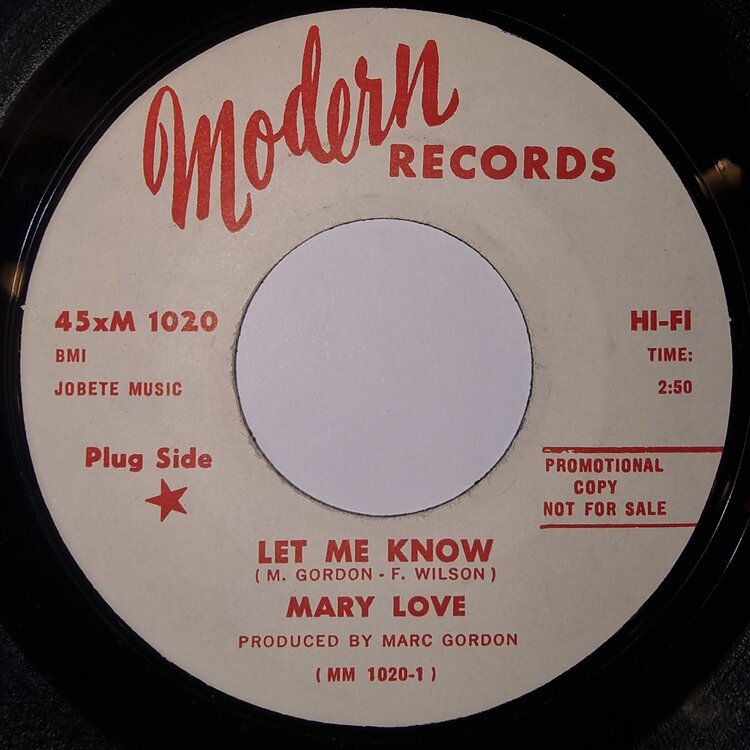 Modern
RECORDS
45xM 1020
BMI
JOBETE MUSIC
HI-FI
TIME:
2:50
Plug Side
PROMOTIONAL
COPY
NOT FOR SALE
LET ME KNOW
( M. GORDON - F. WILSON )
MARY LOVE
PRODUCED BY MARC GORDON
( MM 1020-1 )